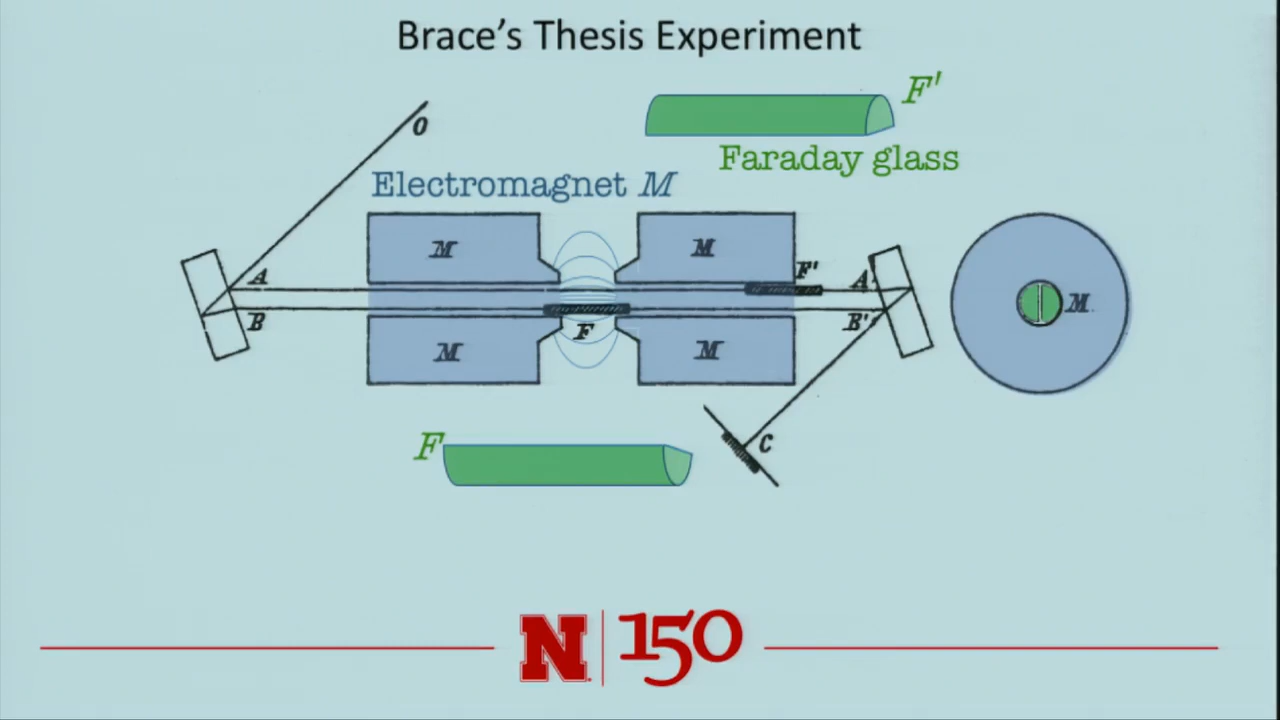 Brace's Thesis Experiment
F'
Faraday glass
O
Electromagnet M
M
M
F'
A
A'
B
B'
F
M
M
M
F
C
N 150